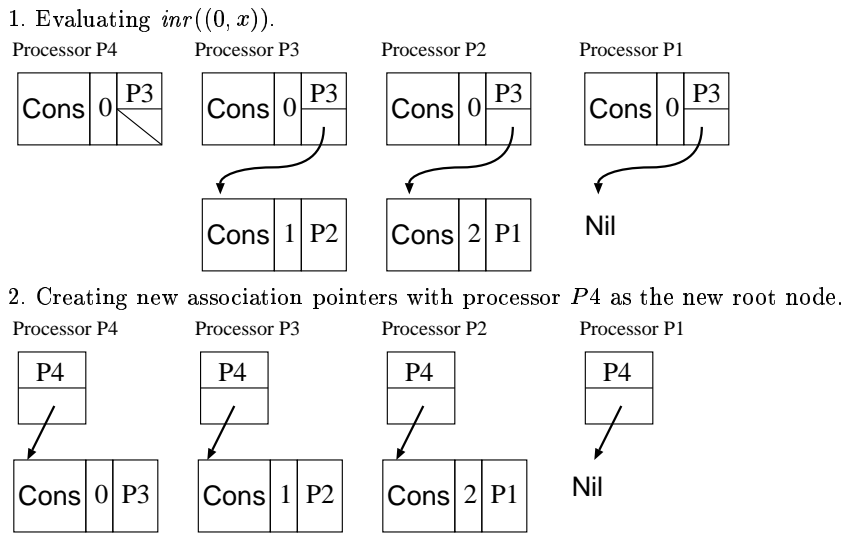 1. Evaluating inr((0, x)).
Processor P4 Processor P3 Processor P2 Processor P1
Cons 0 P3 Cons 0 P3 Cons 0 P3 Cons 0 P3
Cons 1 P2 Cons 2 P1 Nil
2. Creating new association pointers with processor P4 as the new root node.
Processor P4 Processor P3 Processor P2 Processor P1
P4 P4 P4 P4
Cons 0 P3 Cons 1 P2 Cons 2 P1 Nil